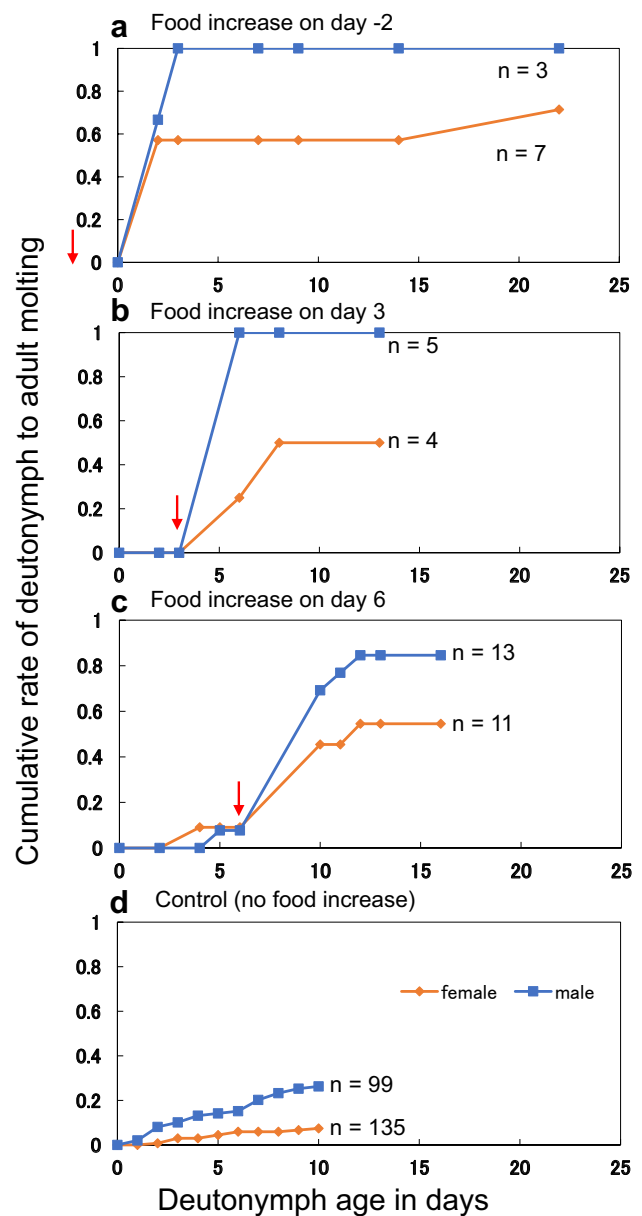 Cumulative rate of deutonymph to adult molting
a Food increase on day -2
1
0.8
0.6
0.4
0.2
0
n = 3
n = 7
0 5 10 15 20 25
b Food increase on day 3
1
0.8
0.6
0.4
0.2
0
n = 5
n = 4
0 5 10 15 20 25
c Food increase on day 6
1
0.8
0.6
0.4
0.2
0
n = 13
n = 11
0 5 10 15 20 25
d Control (no food increase)
1
0.8
0.6
0.4
0.2
0
female male
n = 99
n = 135
0 5 10 15 20 25
Deutonymph age in days